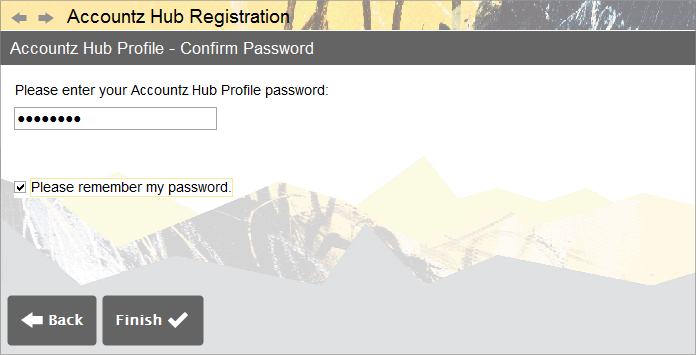 Accountz Hub Registration
Accountz Hub Profile - Confirm Password
Please enter your Accountz Hub Profile password:
●●●●●●●●
Please remember my password.
Back
Finish